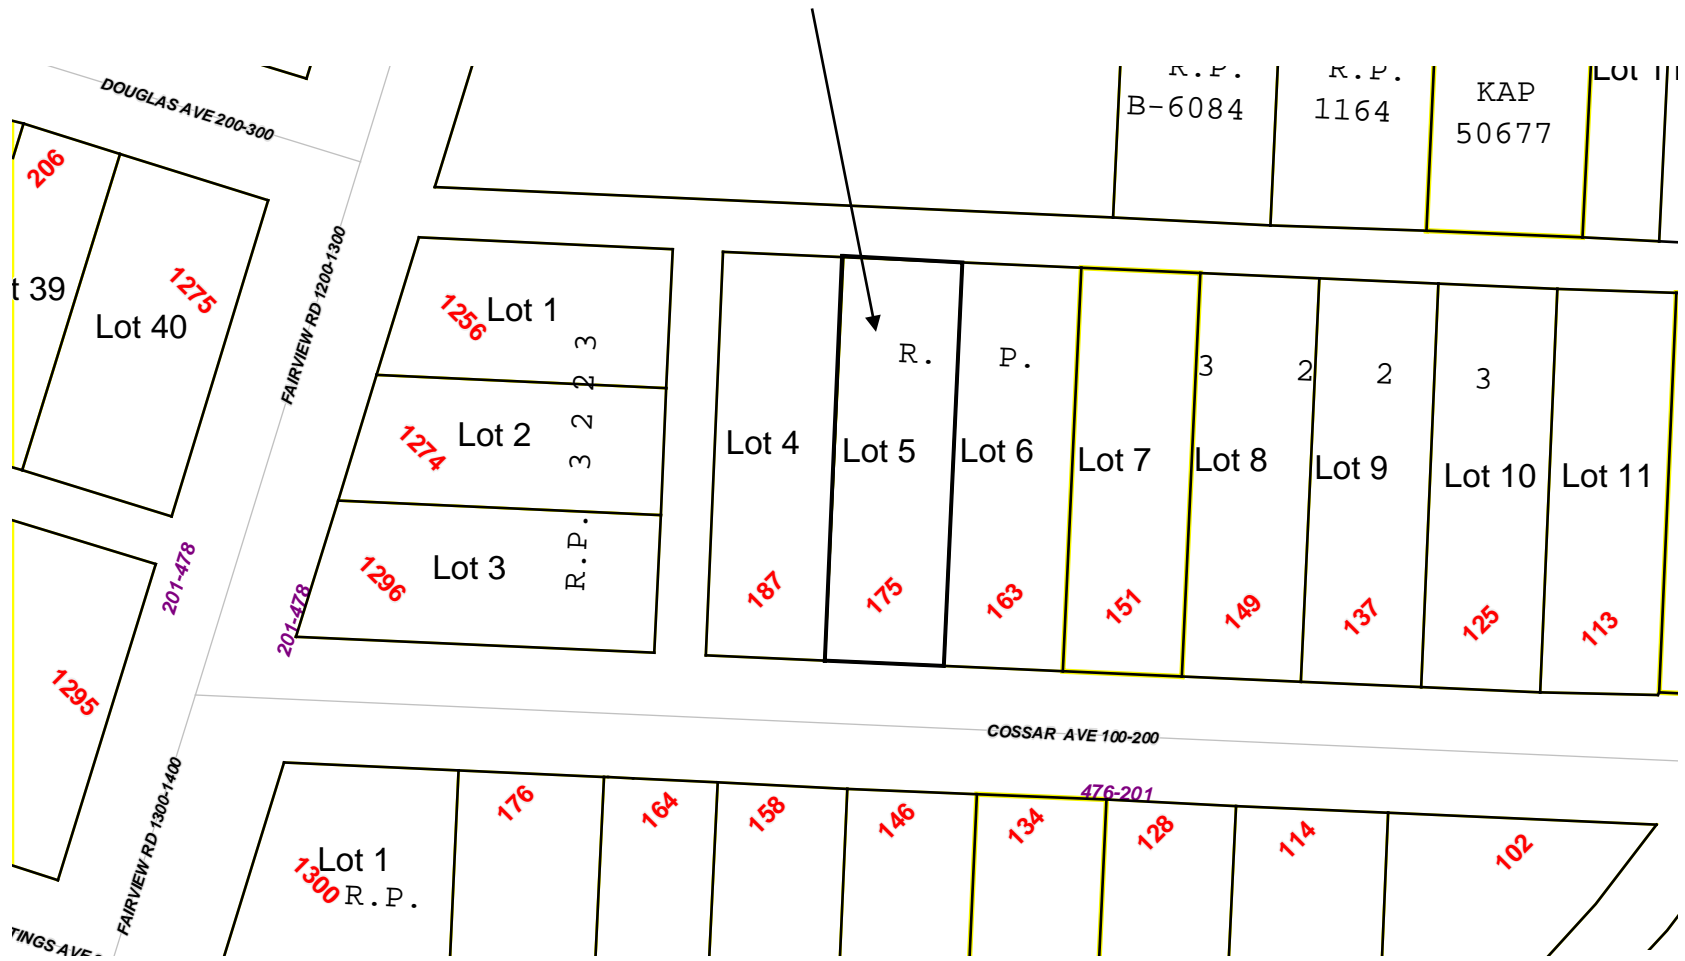 R.P.
B-6084
R.P.
1164
KAP
50677
DOUGLAS AVE 200-300
206
1275
t 39
Lot 40
FAIRVIEW RD 1200-1300
1256
Lot 1
1274
Lot 2
1296
Lot 3
R.P. 3 2 2 3
R. P. 3 2 2 3
Lot 4
Lot 5
Lot 6
Lot 7
Lot 8
Lot 9
Lot 10
Lot 11
187
175
163
151
149
137
125
113
201-478
201-478
1295
COSSAR AVE 100-200
476-201
FAIRVIEW RD 1300-1400
176
164
158
146
134
128
114
102
Lot 1
1300
R.P.
TINGS AVE